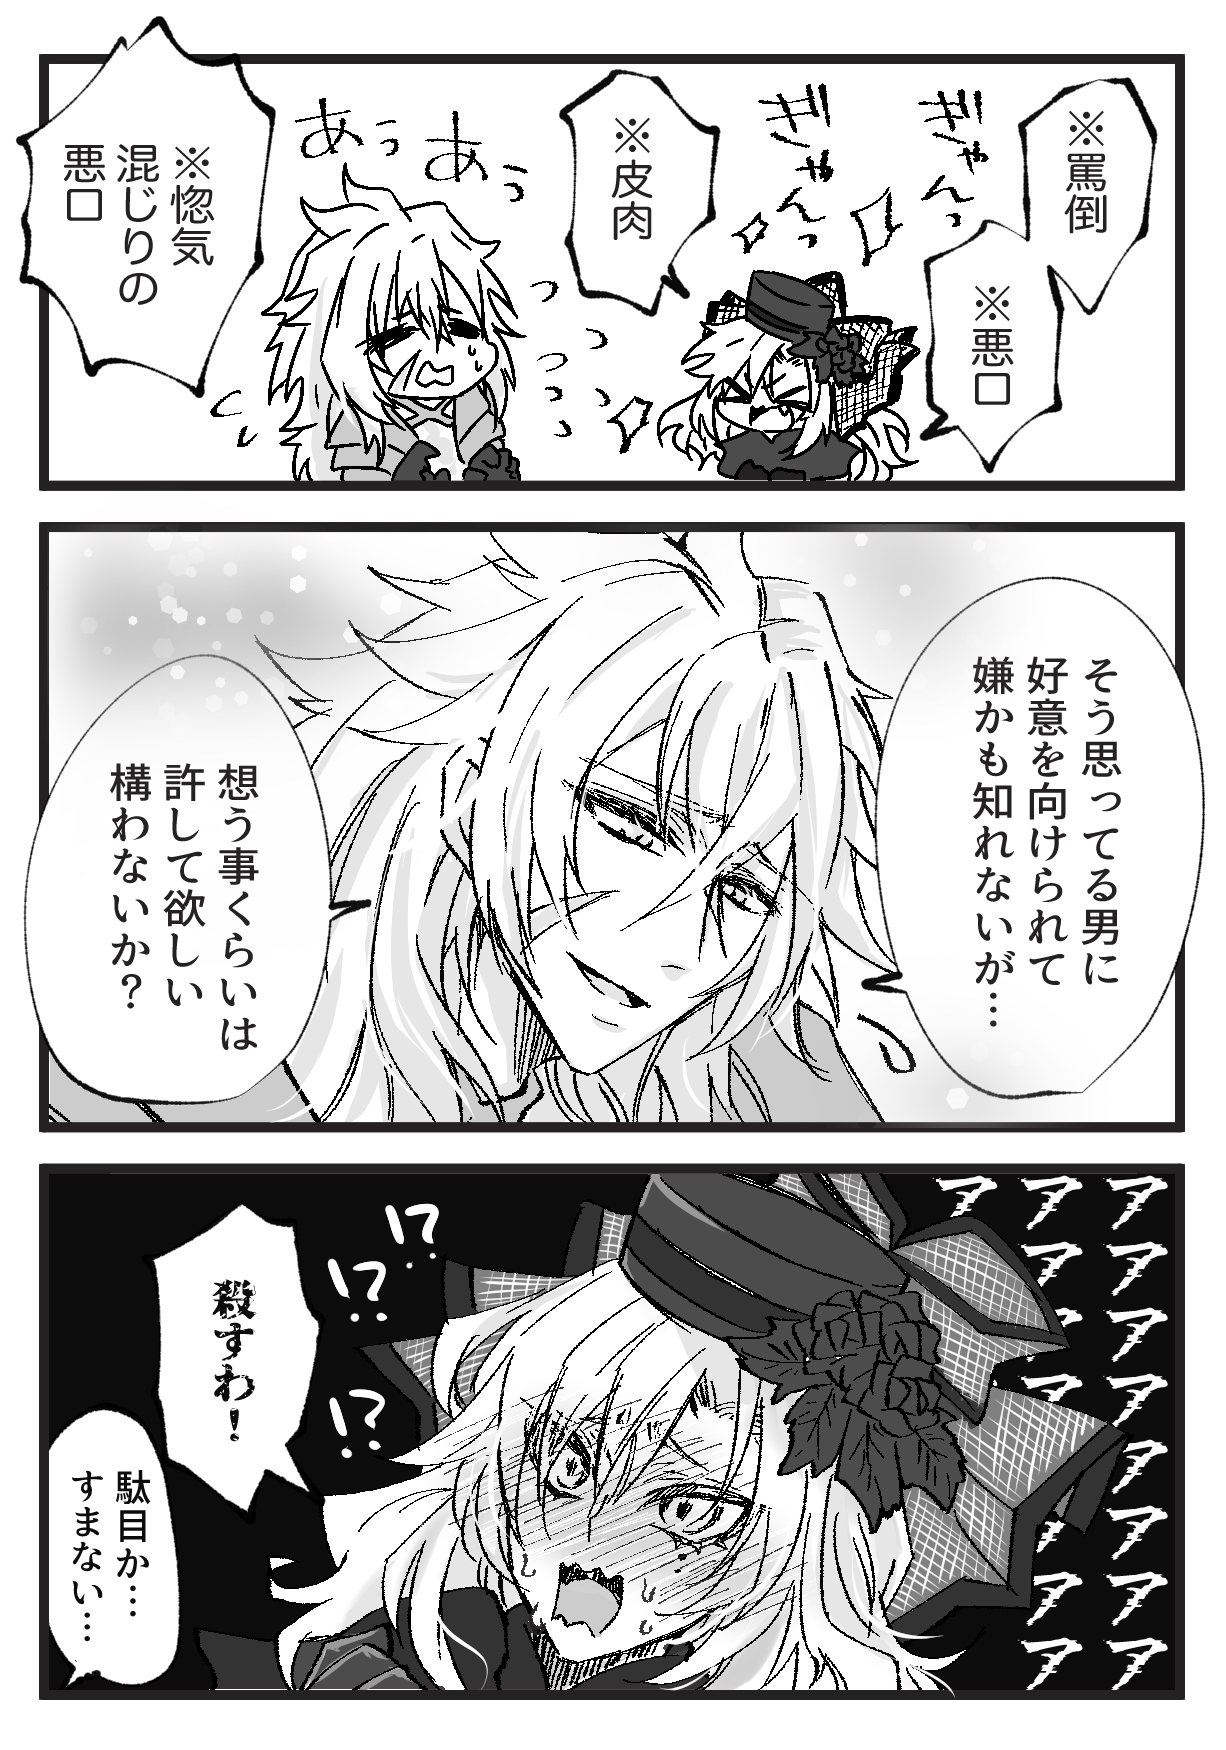 ※罵倒
※悪口
ぎゃんっ
ぎゃんっ
※皮肉
あぅ
あぅ
※惚気
混じりの
悪口
そう思ってる男に
好意を向けられて
嫌かも知れないが…
想う事くらいは
許して欲しい
構わないか？
アアアアアアアア
アアアアアアアア
アアアアアアアア
!?
!?
!?
殺すわ！
駄目か…
すまない…